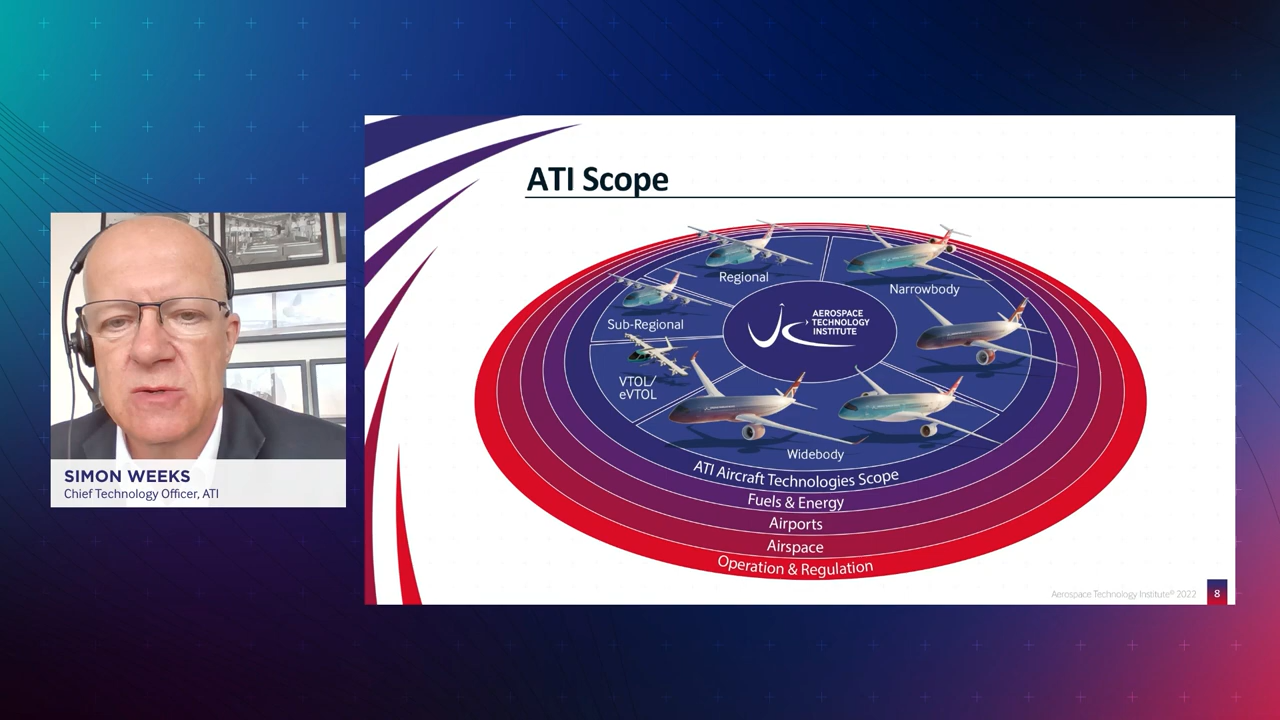 ATI Scope
Regional
Narrowbody
Sub-Regional
AEROSPACE
TECHNOLOGY
INSTITUTE
VTOL/
eVTOL
Widebody
ATI Aircraft Technologies Scope
Fuels & Energy
Airports
Airspace
Operation & Regulation
Aerospace Technology Institute® 2022
8
SIMON WEEKS
Chief Technology Officer, ATI